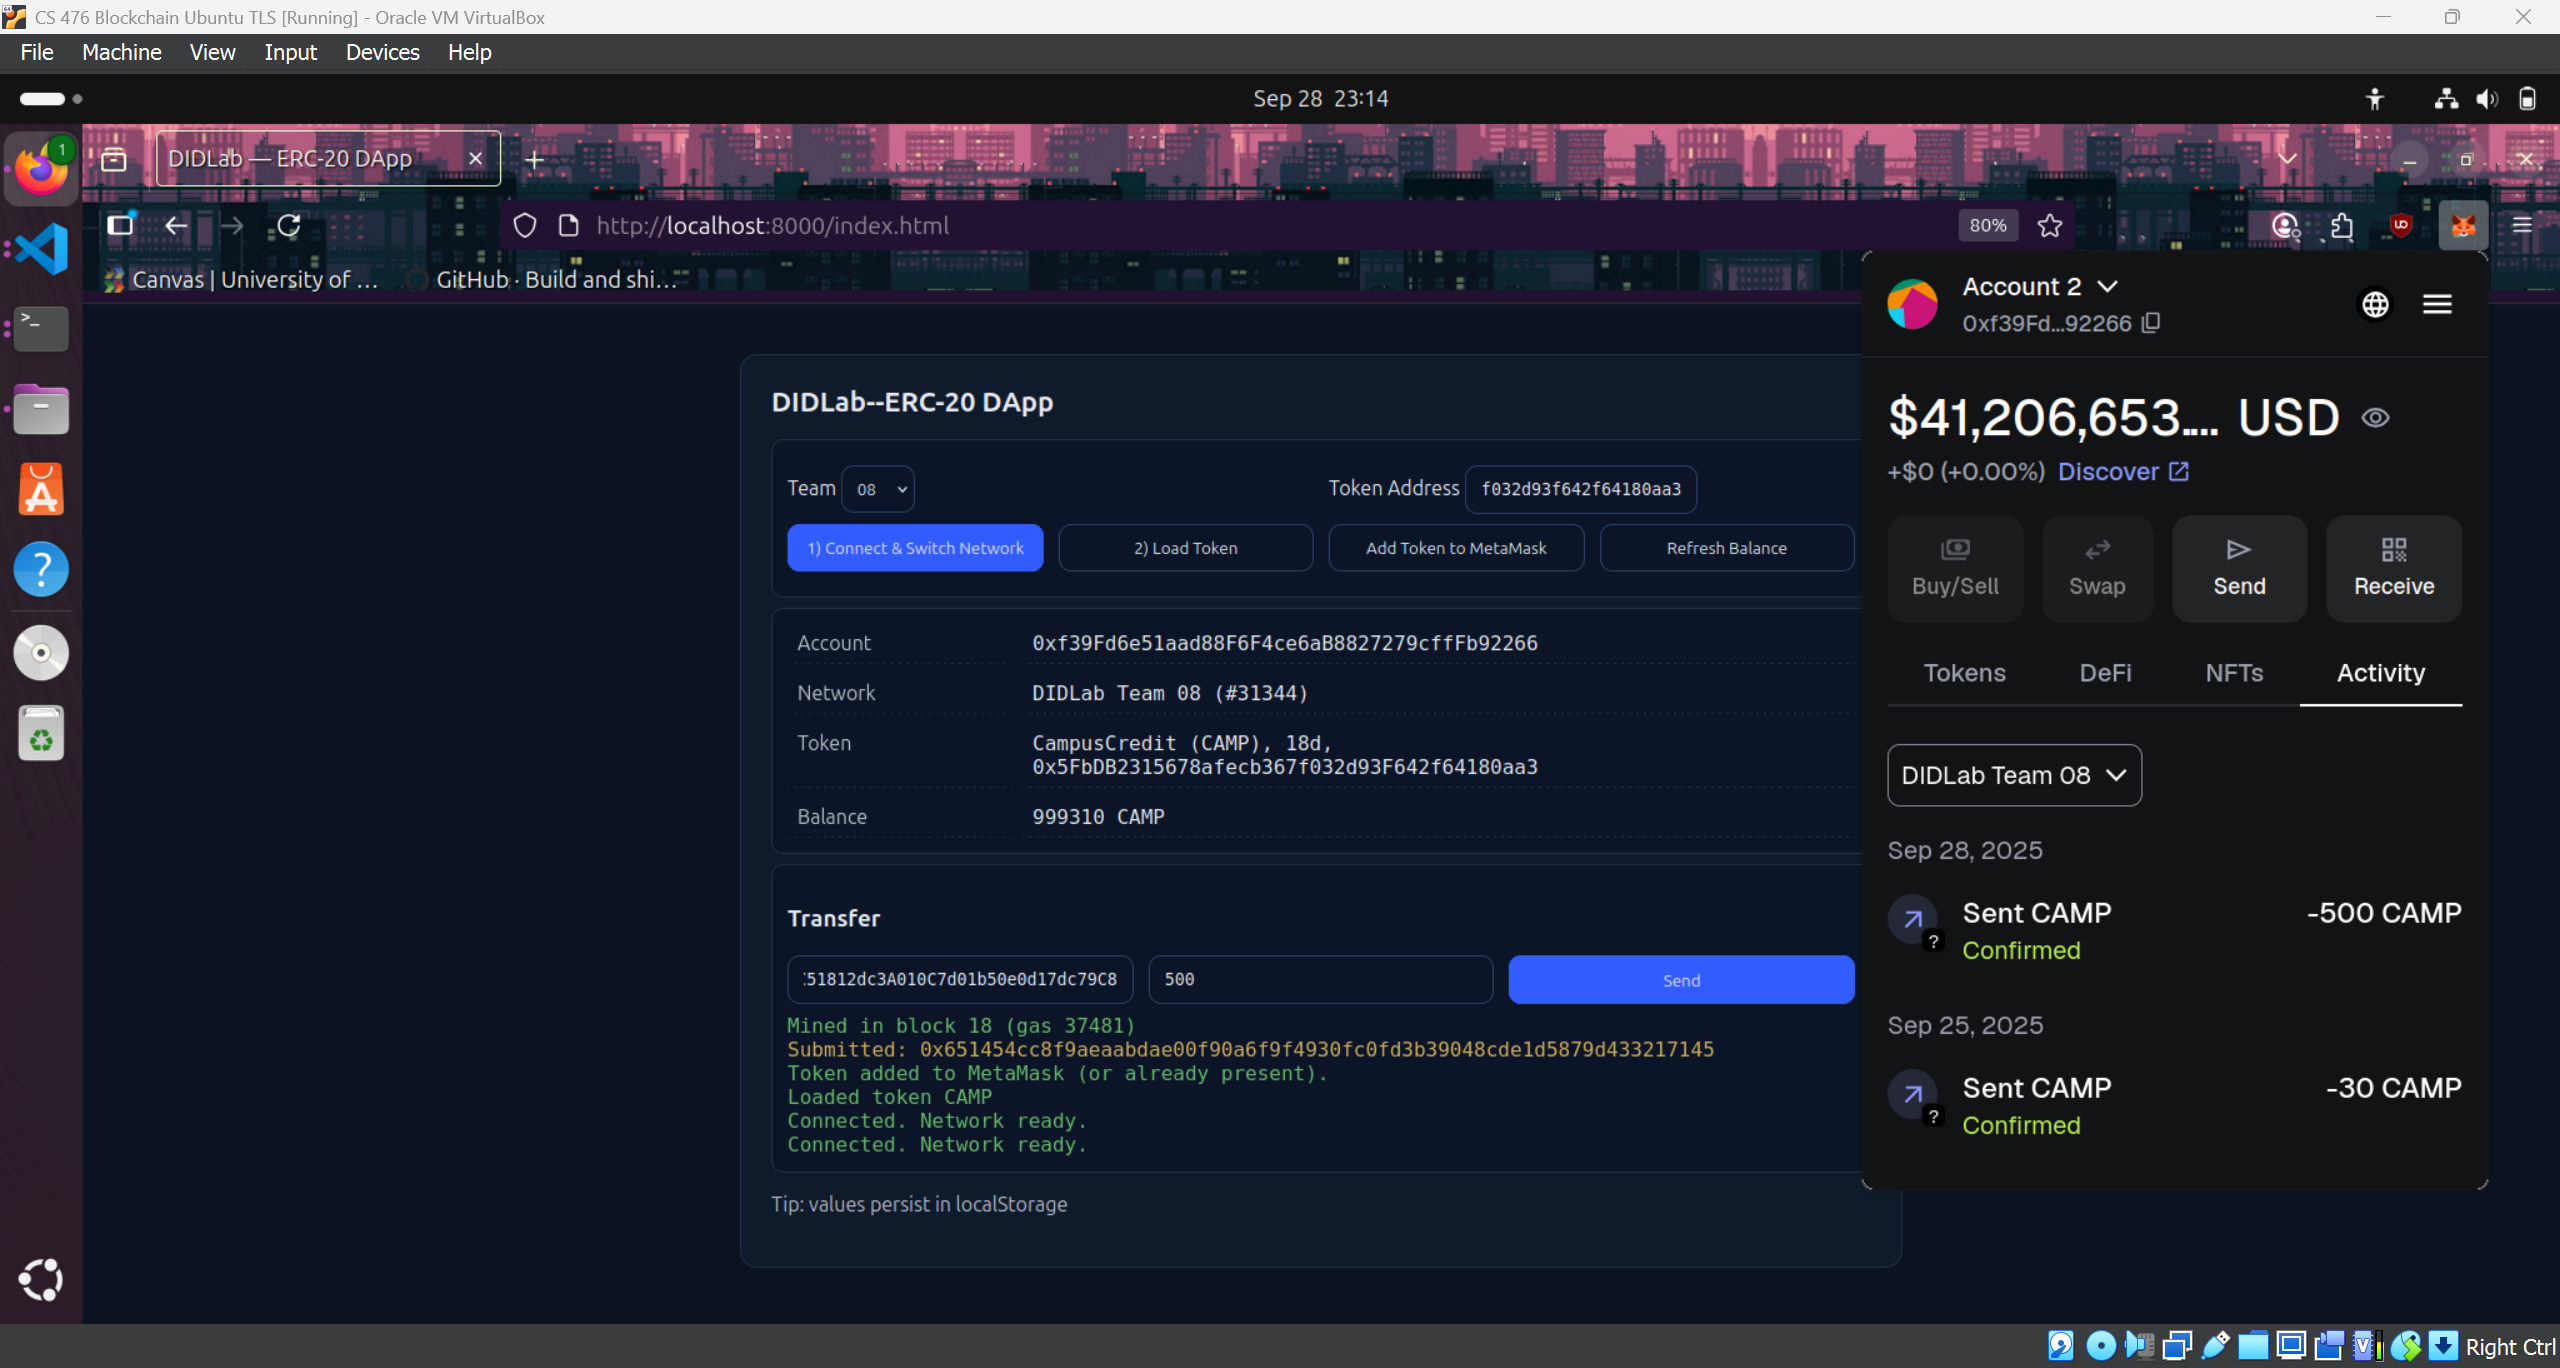 CS 476 Blockchain Ubuntu TLS [Running] - Oracle VM VirtualBox
File Machine View Input Devices Help
Sep 28 23:14
1
DIDLab — ERC-20 DApp
http://localhost:8000/index.html
80%
Canvas | University of ...
GitHub · Build and shi...
DIDLab--ERC-20 DApp
Team 08
Token Address f032d93f642f64180aa3
1) Connect & Switch Network
2) Load Token
Add Token to MetaMask
Refresh Balance
Account 0xf39Fd6e51aad88F6F4ce6aB8827279cffFb92266
Network DIDLab Team 08 (#31344)
Token CampusCredit (CAMP), 18d,
0x5FbDB2315678afecb367f032d93F642f64180aa3
Balance 999310 CAMP
Transfer
51812dc3A010C7d01b50e0d17dc79C8
500
Send
Mined in block 18 (gas 37481)
Submitted: 0x651454cc8f9aeaabdae00f90a6f9f4930fc0fd3b39048cde1d5879d433217145
Token added to MetaMask (or already present).
Loaded token CAMP
Connected. Network ready.
Connected. Network ready.
Tip: values persist in localStorage
Account 2
0xf39Fd...92266
$41,206,653.... USD
+$0 (+0.00%) Discover
Buy/Sell
Swap
Send
Receive
Tokens
DeFi
NFTs
Activity
DIDLab Team 08
Sep 28, 2025
Sent CAMP -500 CAMP
?
Confirmed
Sep 25, 2025
Sent CAMP -30 CAMP
?
Confirmed
Right Ctrl